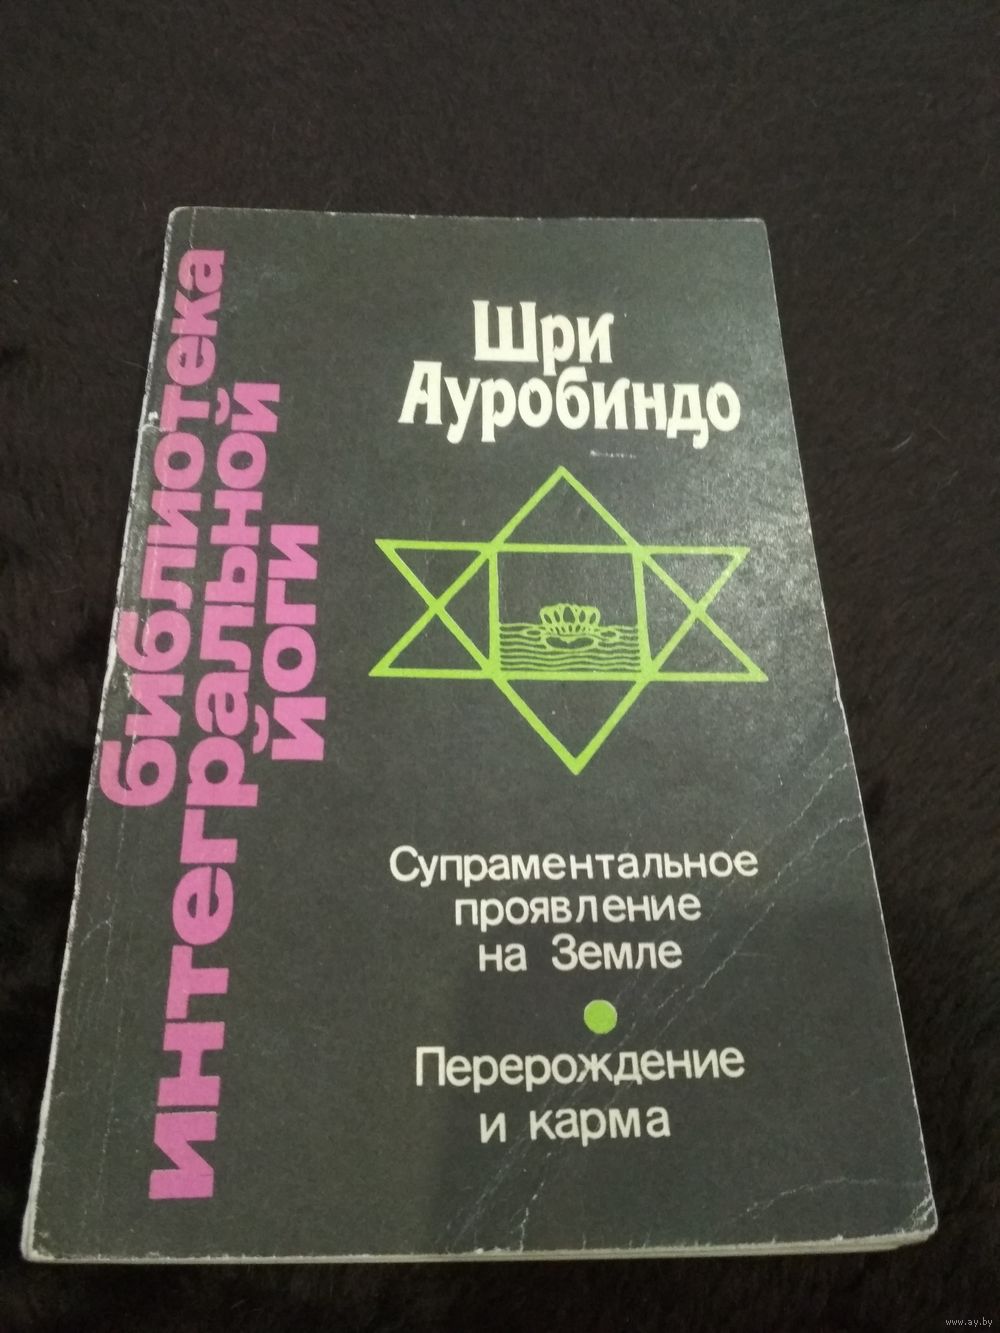 библиотека
интегральной
йоги
Шри
Ауробиндо
Супраментальное
проявление
на Земле
Перерождение
и карма
www.ay.by